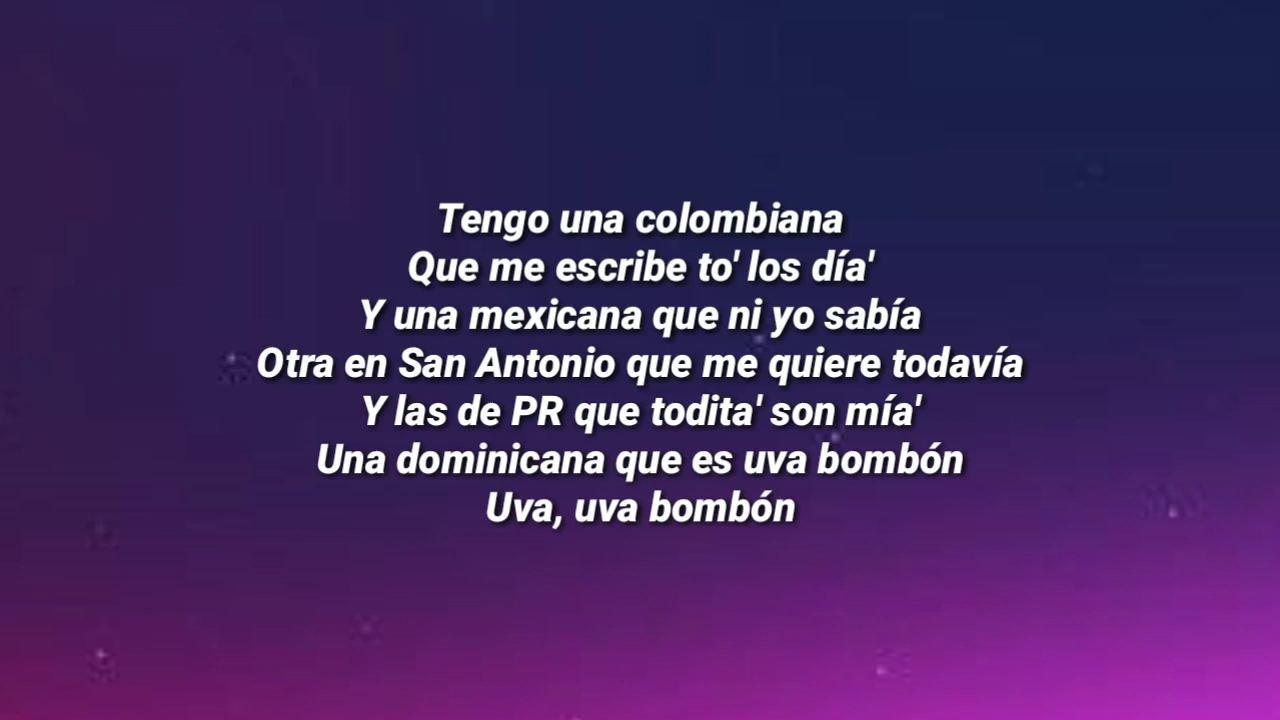 Tengo una colombiana
Que me escribe to' los día'
Y una mexicana que ni yo sabía
Otra en San Antonio que me quiere todavía
Y las de PR que todita' son mía'
Una dominicana que es uva bombón
Uva, uva bombón